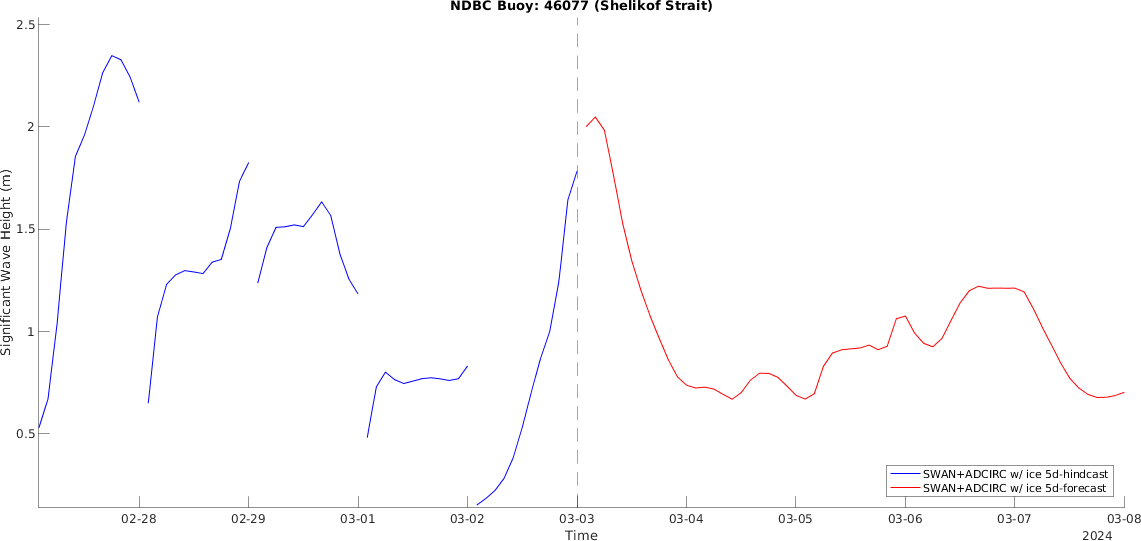 NDBC Buoy: 46077 (Shelikof Strait)
2.5
2
1.5
1
0.5
Significant Wave Height (m)
SWAN+ADCIRC w/ ice 5d-hindcast
SWAN+ADCIRC w/ ice 5d-forecast
02-28 02-29 03-01 03-02 03-03 03-04 03-05 03-06 03-07 03-08
Time
2024